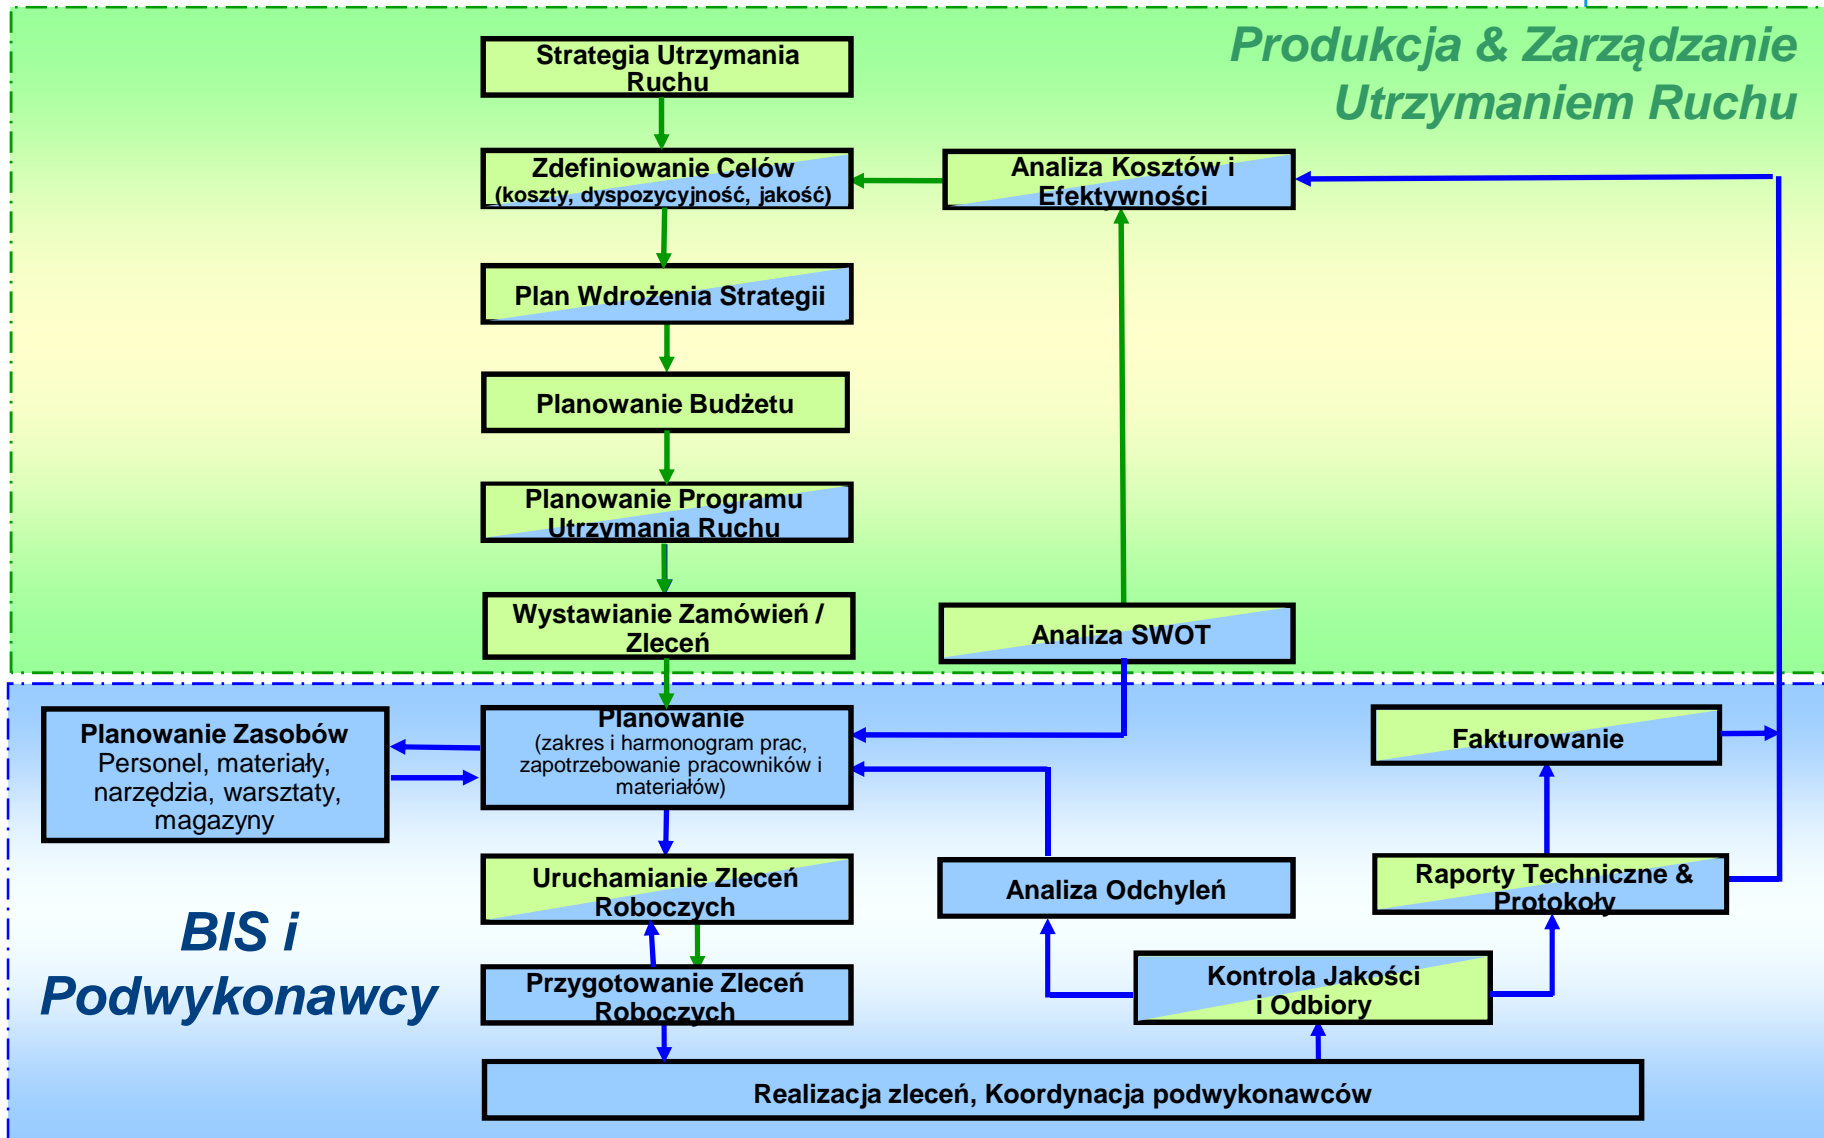 Produkcja & Zarządzanie
Utrzymaniem Ruchu
Strategia Utrzymania
Ruchu
Zdefiniowanie Celów
(koszty, dyspozycyjność, jakość)
Analiza Kosztów i
Efektywności
Plan Wdrożenia Strategii
Planowanie Budżetu
Planowanie Programu
Utrzymania Ruchu
Wystawianie Zamówień /
Zleceń
Analiza SWOT
Planowanie Zasobów
Personel, materiały,
narzędzia, warsztaty,
magazyny
Planowanie
(zakres i harmonogram prac,
zapotrzebowanie pracowników i
materiałów)
Fakturowanie
Uruchamianie Zleceń
Roboczych
Analiza Odchyleń
Raporty Techniczne &
Protokoły
BIS i
Podwykonawcy
Przygotowanie Zleceń
Roboczych
Kontrola Jakości
i Odbiory
Realizacja zleceń, Koordynacja podwykonawców